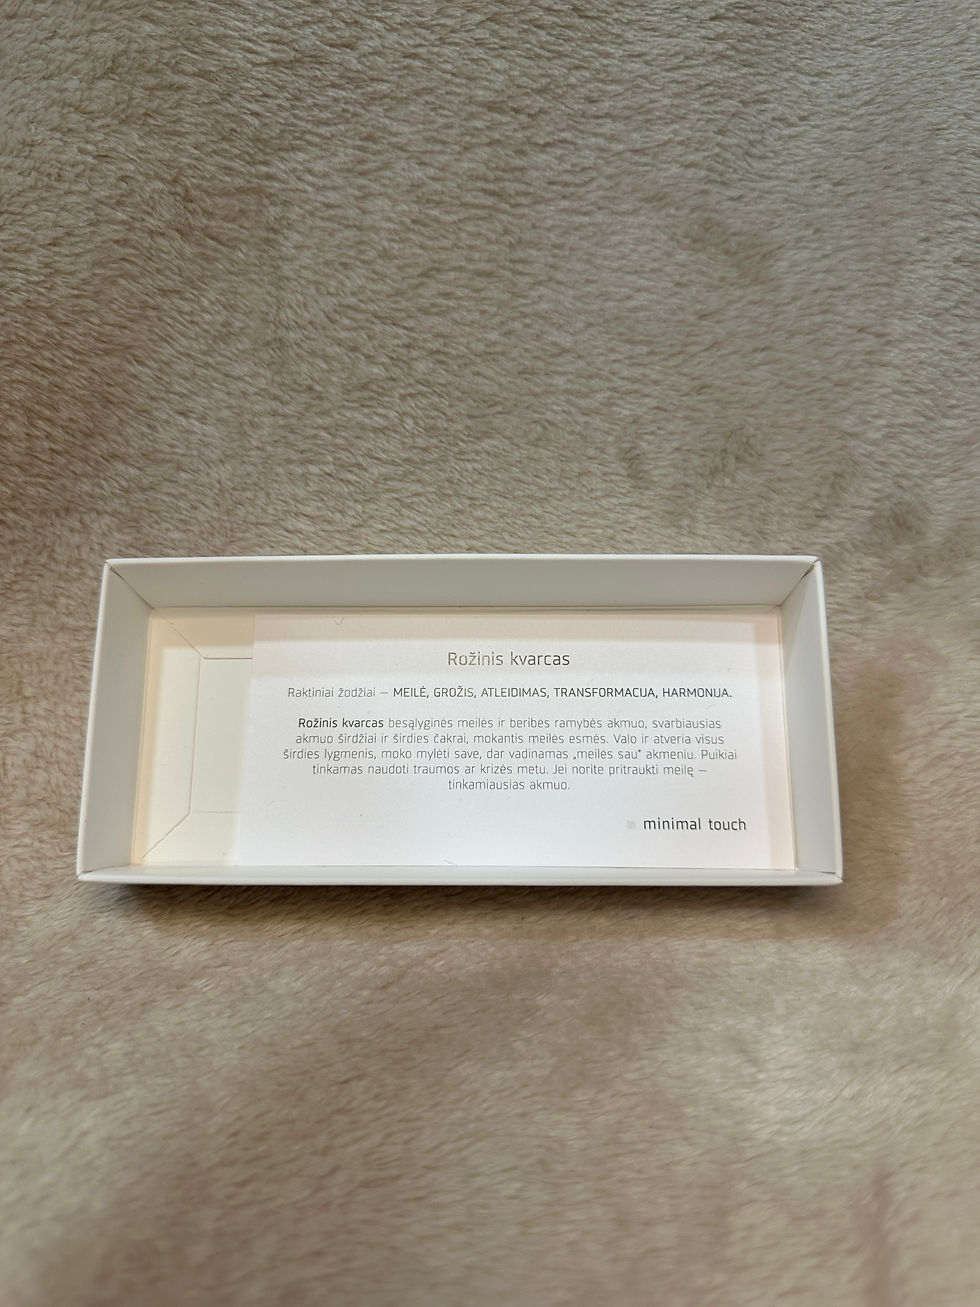 Rožinis kvarcas
Raktiniai žodžiai – MEILĖ, GROŽIS, ATLEIDIMAS, TRANSFORMACIJA, HARMONIJA.
Rožinis kvarcas besąlyginės meilės ir beribės ramybės akmuo, svarbiausias
akmuo širdžiai ir širdies čakrai, mokantis meilės esmės. Valo ir atveria visus
širdies lygmenis, moko mylėti save, dar vadinamas „meilės sau" akmeniu. Puikiai
tinkamas naudoti traumos ar krizės metu. Jei norite pritraukti meilę –
tinkamiausias akmuo.
minimal touch